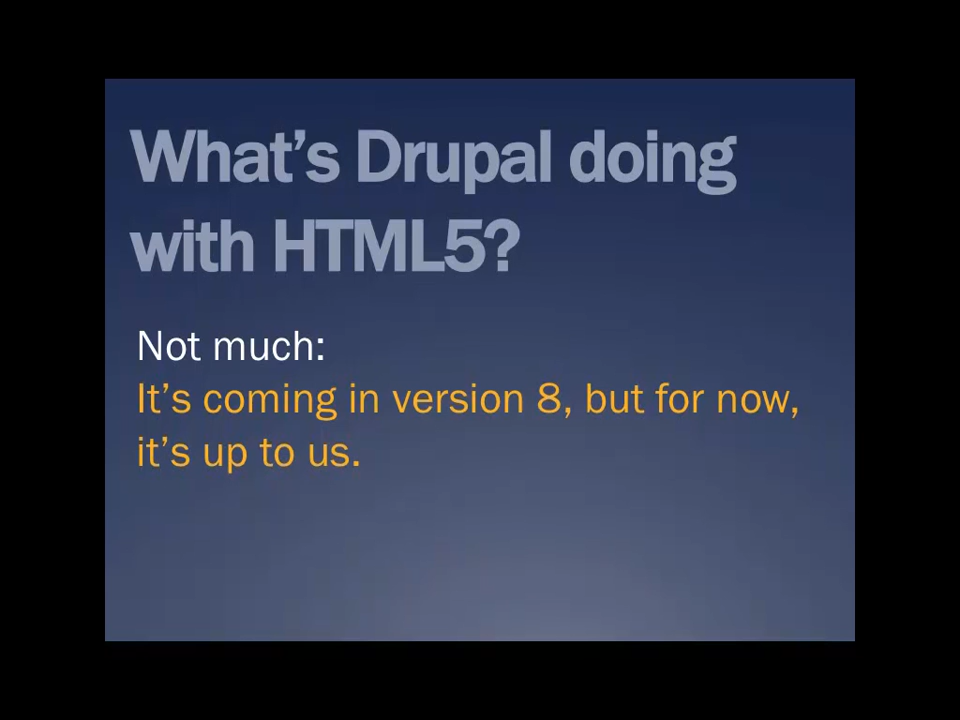 What’s Drupal doing
with HTML5?
Not much:
It’s coming in version 8, but for now,
it’s up to us.